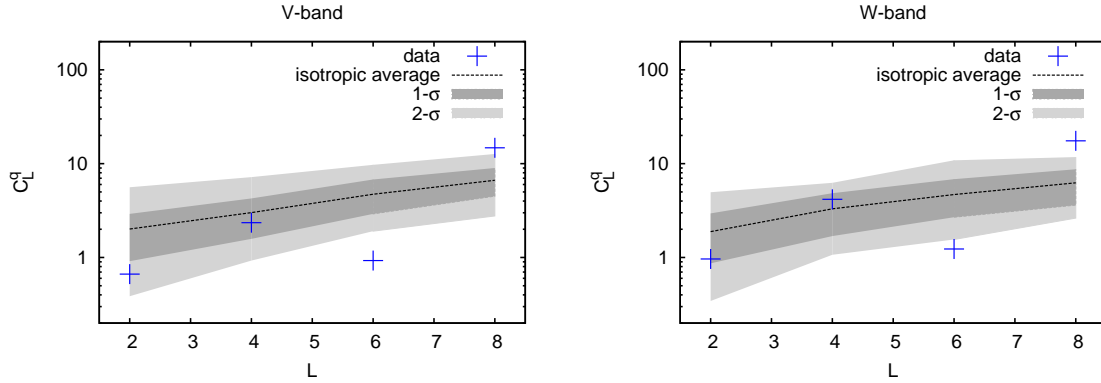 V-band
data
isotropic average
1-σ
2-σ
100
10
1
C_L^q
2 3 4 5 6 7 8
L
W-band
data
isotropic average
1-σ
2-σ
100
10
1
C_L^q
2 3 4 5 6 7 8
L